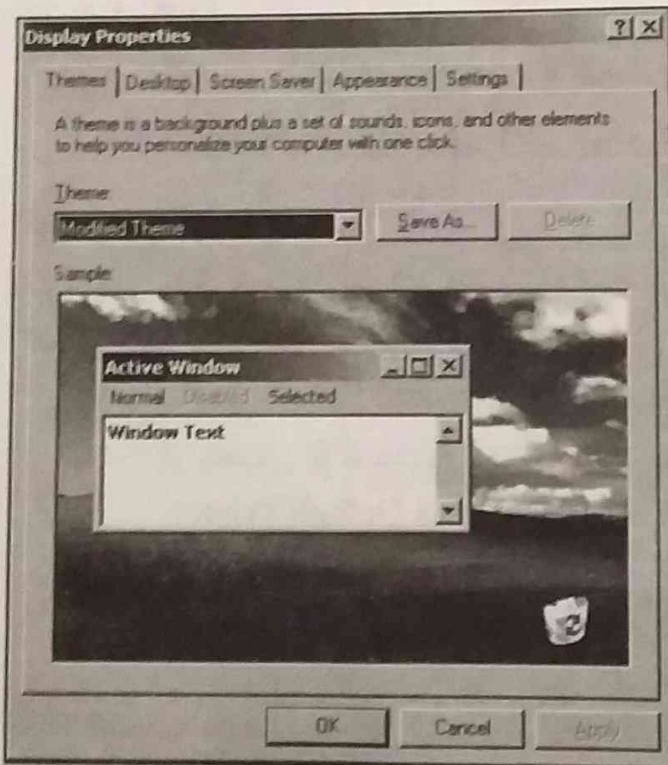 Display Properties
Themes Desktop Screen Saver Appearance Settings
A theme is a background plus a set of sounds, icons, and other elements
to help you personalize your computer with one click.
Theme:
Modified Theme
Save As...
Delete
Sample:
Active Window
Normal Disabled Selected
Window Text
OK Cancel Apply